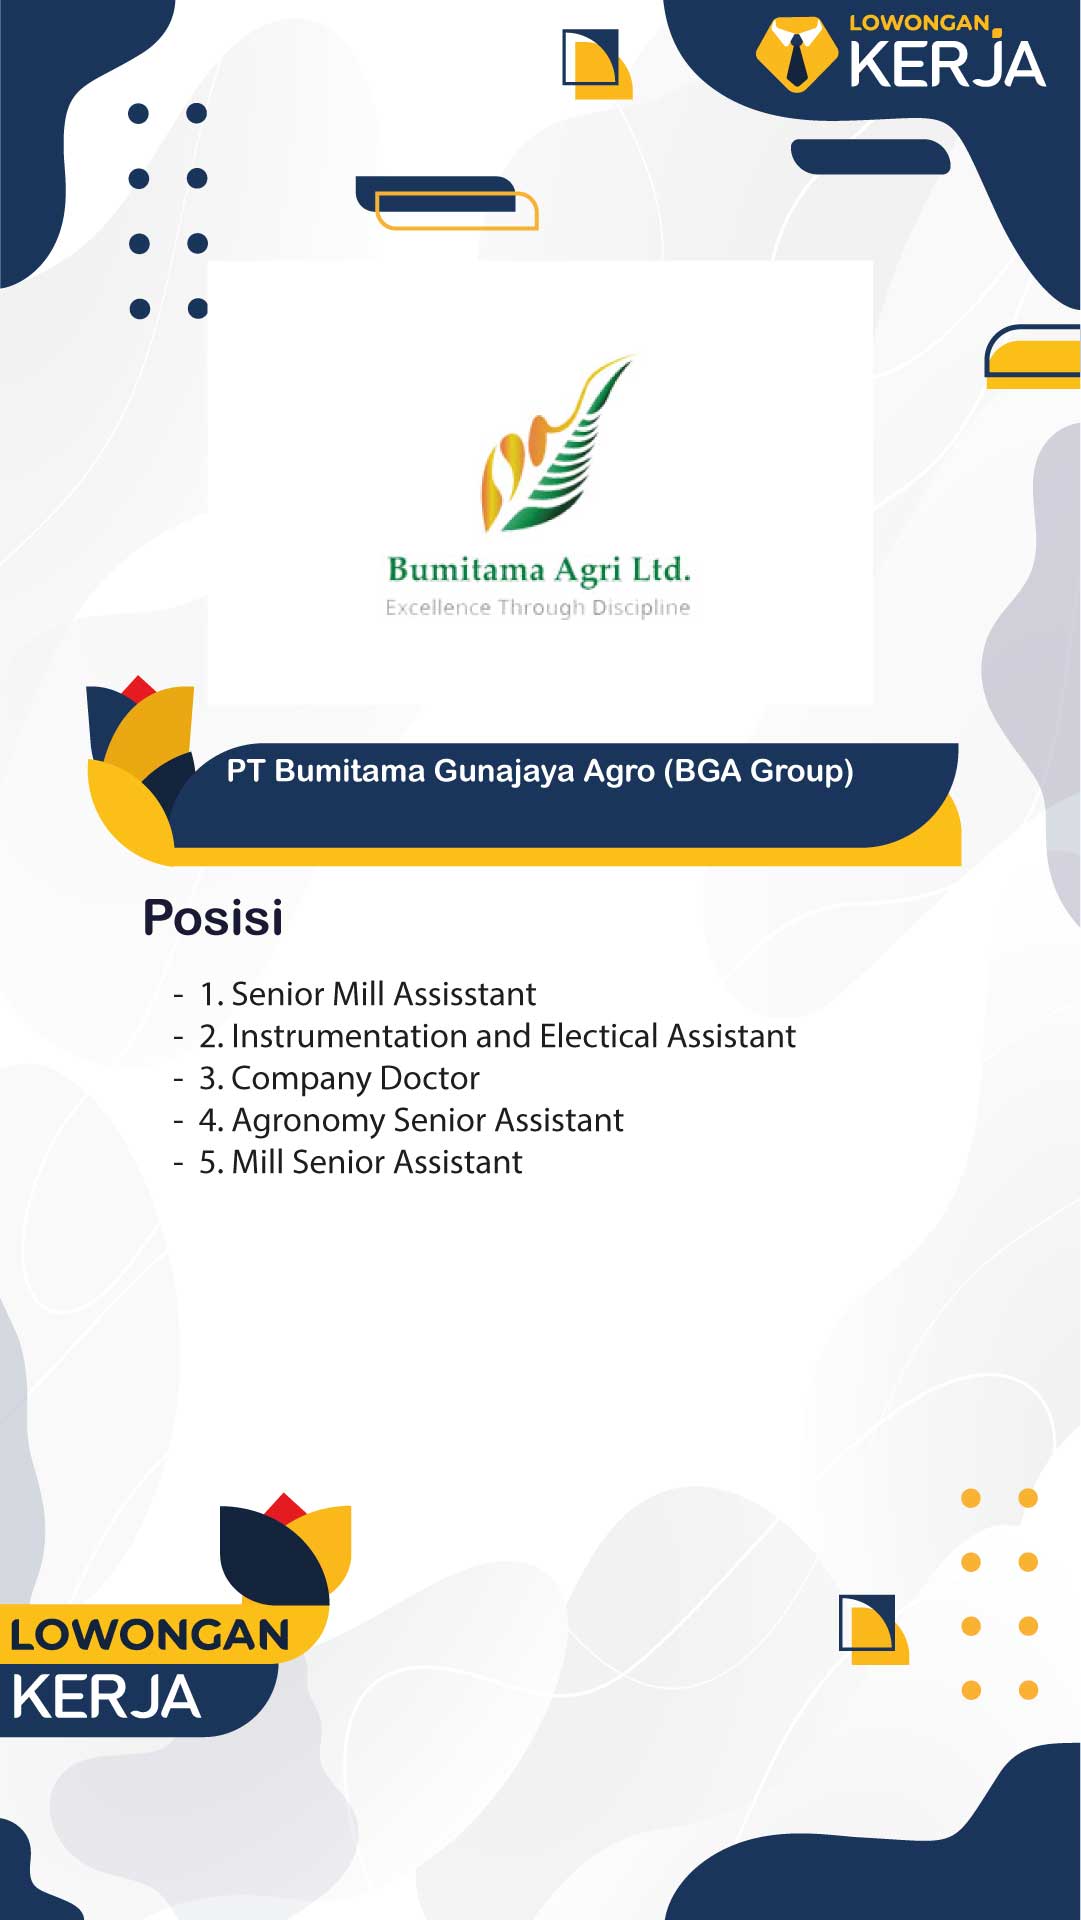 LOWONGAN
KERJA
Bumitama Agri Ltd.
Excellence Through Discipline
PT Bumitama Gunajaya Agro (BGA Group)
Posisi
- 1. Senior Mill Assisstant
- 2. Instrumentation and Electical Assistant
- 3. Company Doctor
- 4. Agronomy Senior Assistant
- 5. Mill Senior Assistant
LOWONGAN
KERJA